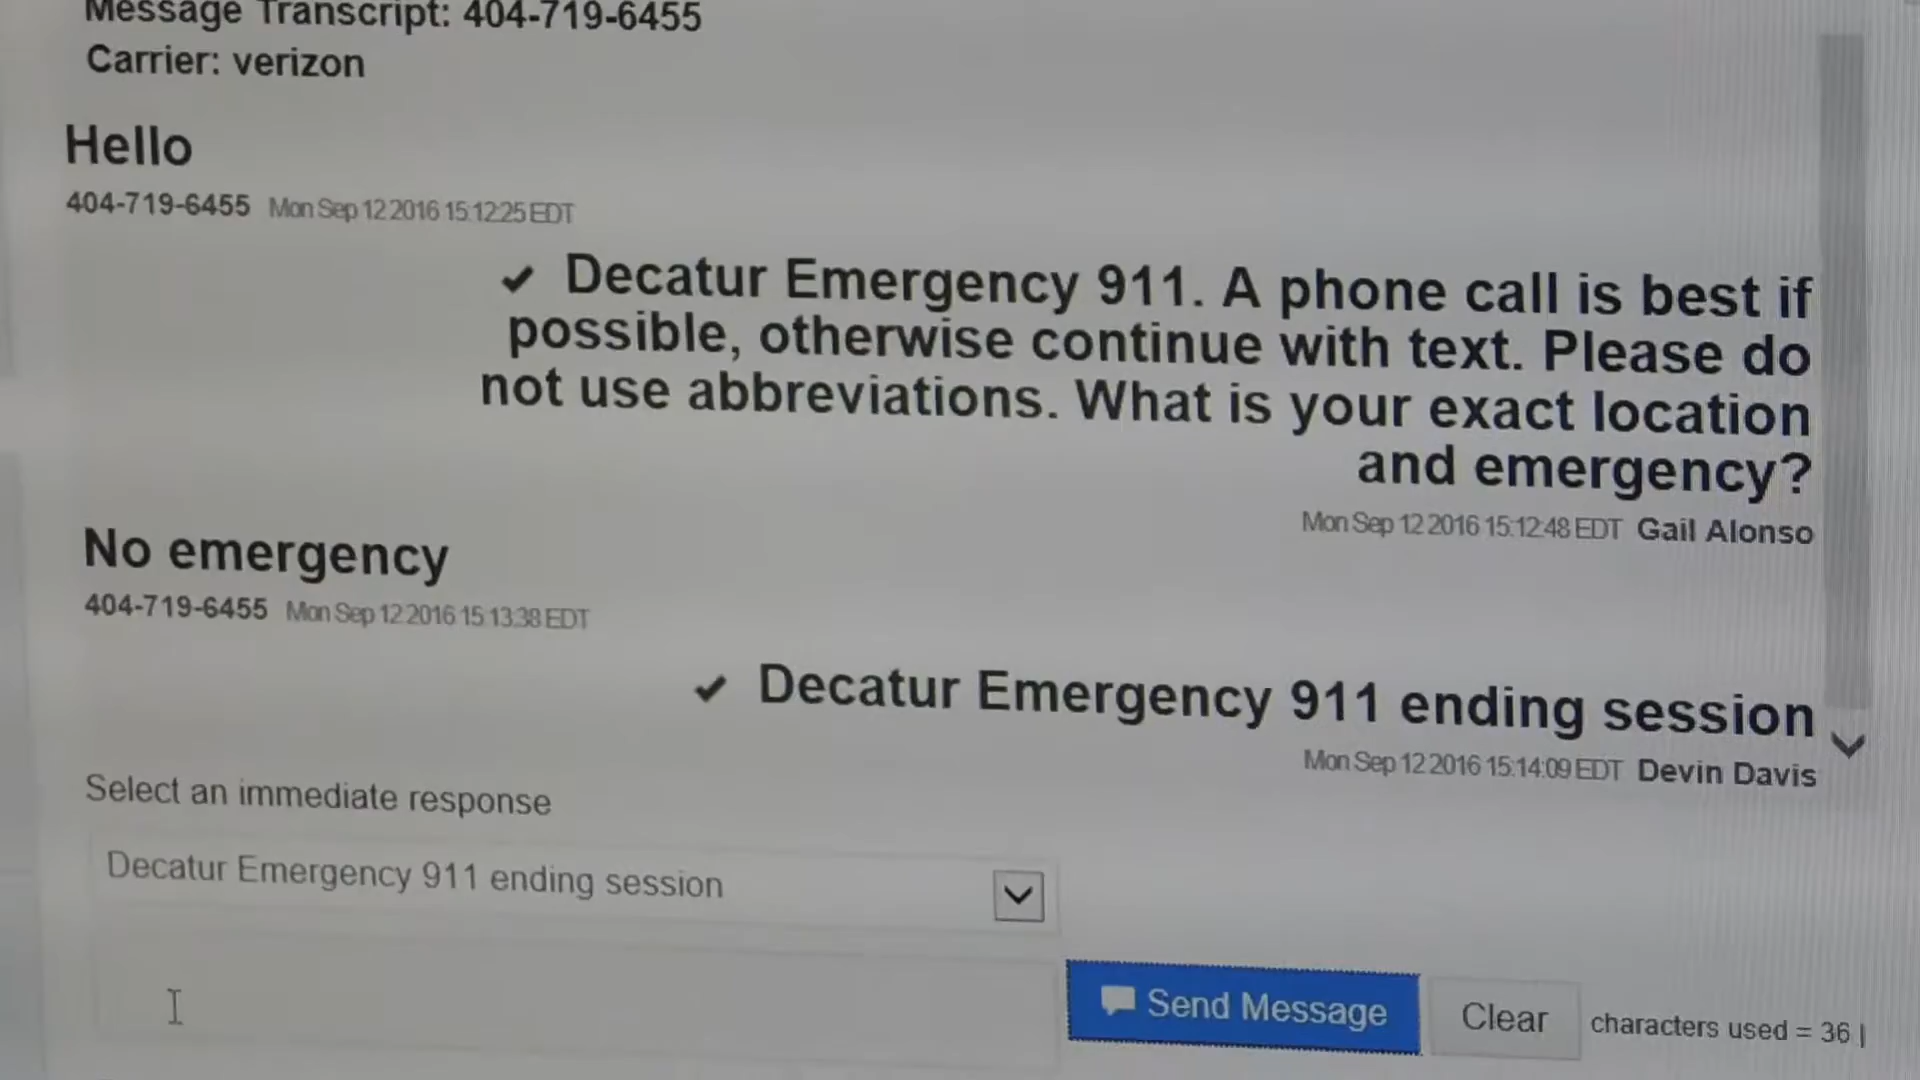 Message Transcript: 404-719-6455
Carrier: verizon
Hello
404-719-6455 Mon Sep 12 2016 15:12:25 EDT
✔ Decatur Emergency 911. A phone call is best if
possible, otherwise continue with text. Please do
not use abbreviations. What is your exact location
and emergency?
Mon Sep 12 2016 15:12:48 EDT Gail Alonso
No emergency
404-719-6455 Mon Sep 12 2016 15:13:38 EDT
✔ Decatur Emergency 911 ending session
Mon Sep 12 2016 15:14:09 EDT Devin Davis
Select an immediate response
Decatur Emergency 911 ending session
Send Message
Clear
characters used = 36 |